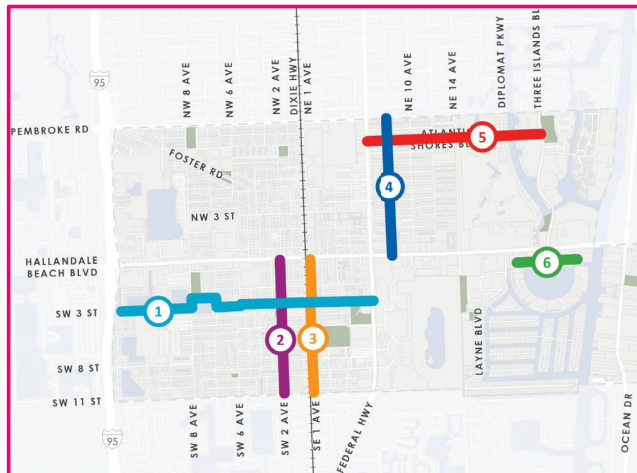 NW 8 AVE
NW 6 AVE
NW 2 AVE
DIXIE HWY
NE 1 AVE
NE 10 AVE
NE 14 AVE
DIPLOMAT PKWY
THREE ISLANDS BL
95
PEMBROKE RD
ATLANTI
SHORES BL
5
FOSTER RD
4
NW 3 ST
HALLANDALE
BEACH BLVD
6
SW 3 ST
1
2
3
LAYNE BLVD
SW 8 ST
SW 11 ST
95
SW 8 AVE
SW 6 AVE
SW 2 AVE
SE 1 AVE
FEDERAL HWY
OCEAN DR